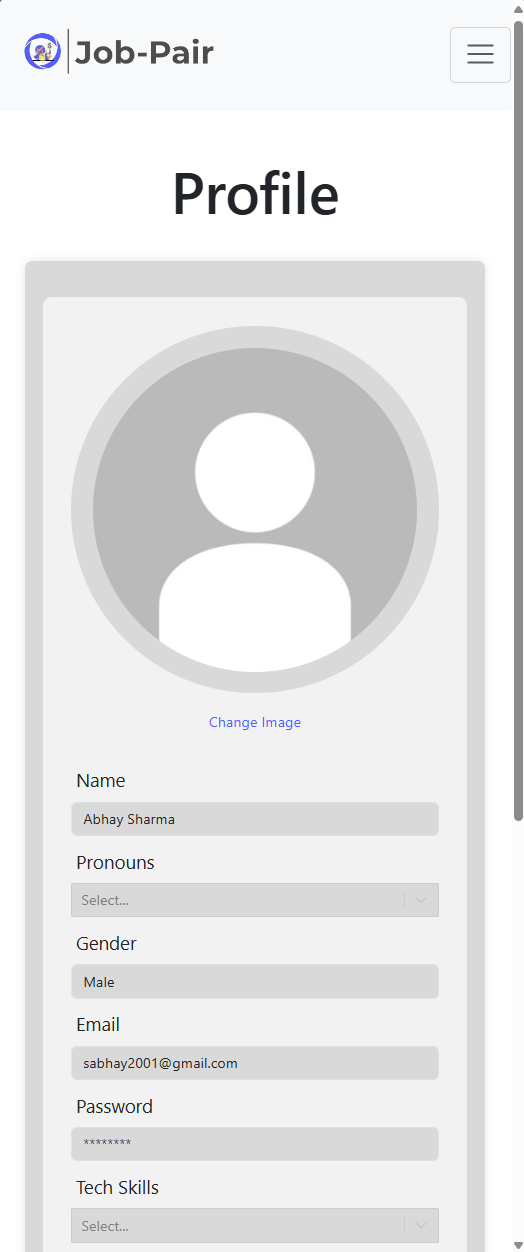 Job-Pair
Profile
Change Image
Name
Abhay Sharma
Pronouns
Select...
Gender
Male
Email
sabhay2001@gmail.com
Password
********
Tech Skills
Select...